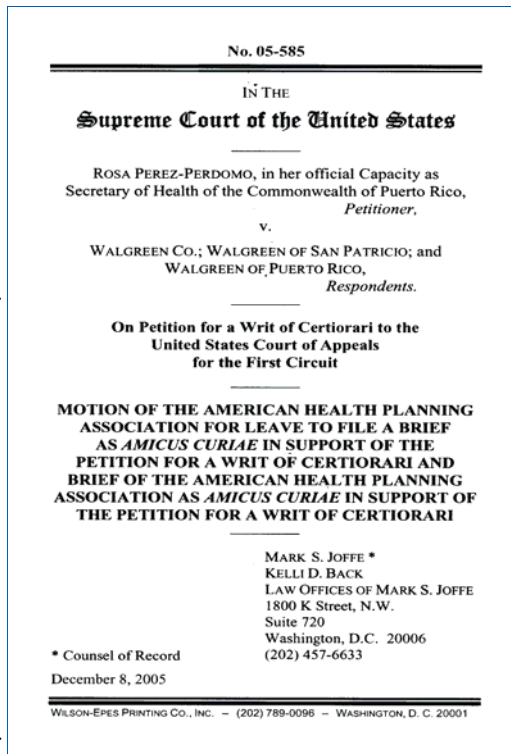 No. 05-585
IN THE
Supreme Court of the United States
ROSA PEREZ-PERDOMO, in her official Capacity as
Secretary of Health of the Commonwealth of Puerto Rico,
Petitioner,
v.
WALGREEN CO.; WALGREEN OF SAN PATRICIO; and
WALGREEN OF PUERTO RICO,
Respondents.
On Petition for a Writ of Certiorari to the
United States Court of Appeals
for the First Circuit
MOTION OF THE AMERICAN HEALTH PLANNING
ASSOCIATION FOR LEAVE TO FILE A BRIEF
AS AMICUS CURIAE IN SUPPORT OF THE
PETITION FOR A WRIT OF CERTIORARI AND
BRIEF OF THE AMERICAN HEALTH PLANNING
ASSOCIATION AS AMICUS CURIAE IN SUPPORT OF
THE PETITION FOR A WRIT OF CERTIORARI
MARK S. JOFFE *
KELLI D. BACK
LAW OFFICES OF MARK S. JOFFE
1800 K Street, N.W.
Suite 720
Washington, D.C. 20006
* Counsel of Record (202) 457-6633
December 8, 2005
WILSON-EPES PRINTING CO., INC. – (202) 789-0096 – WASHINGTON, D. C. 20001